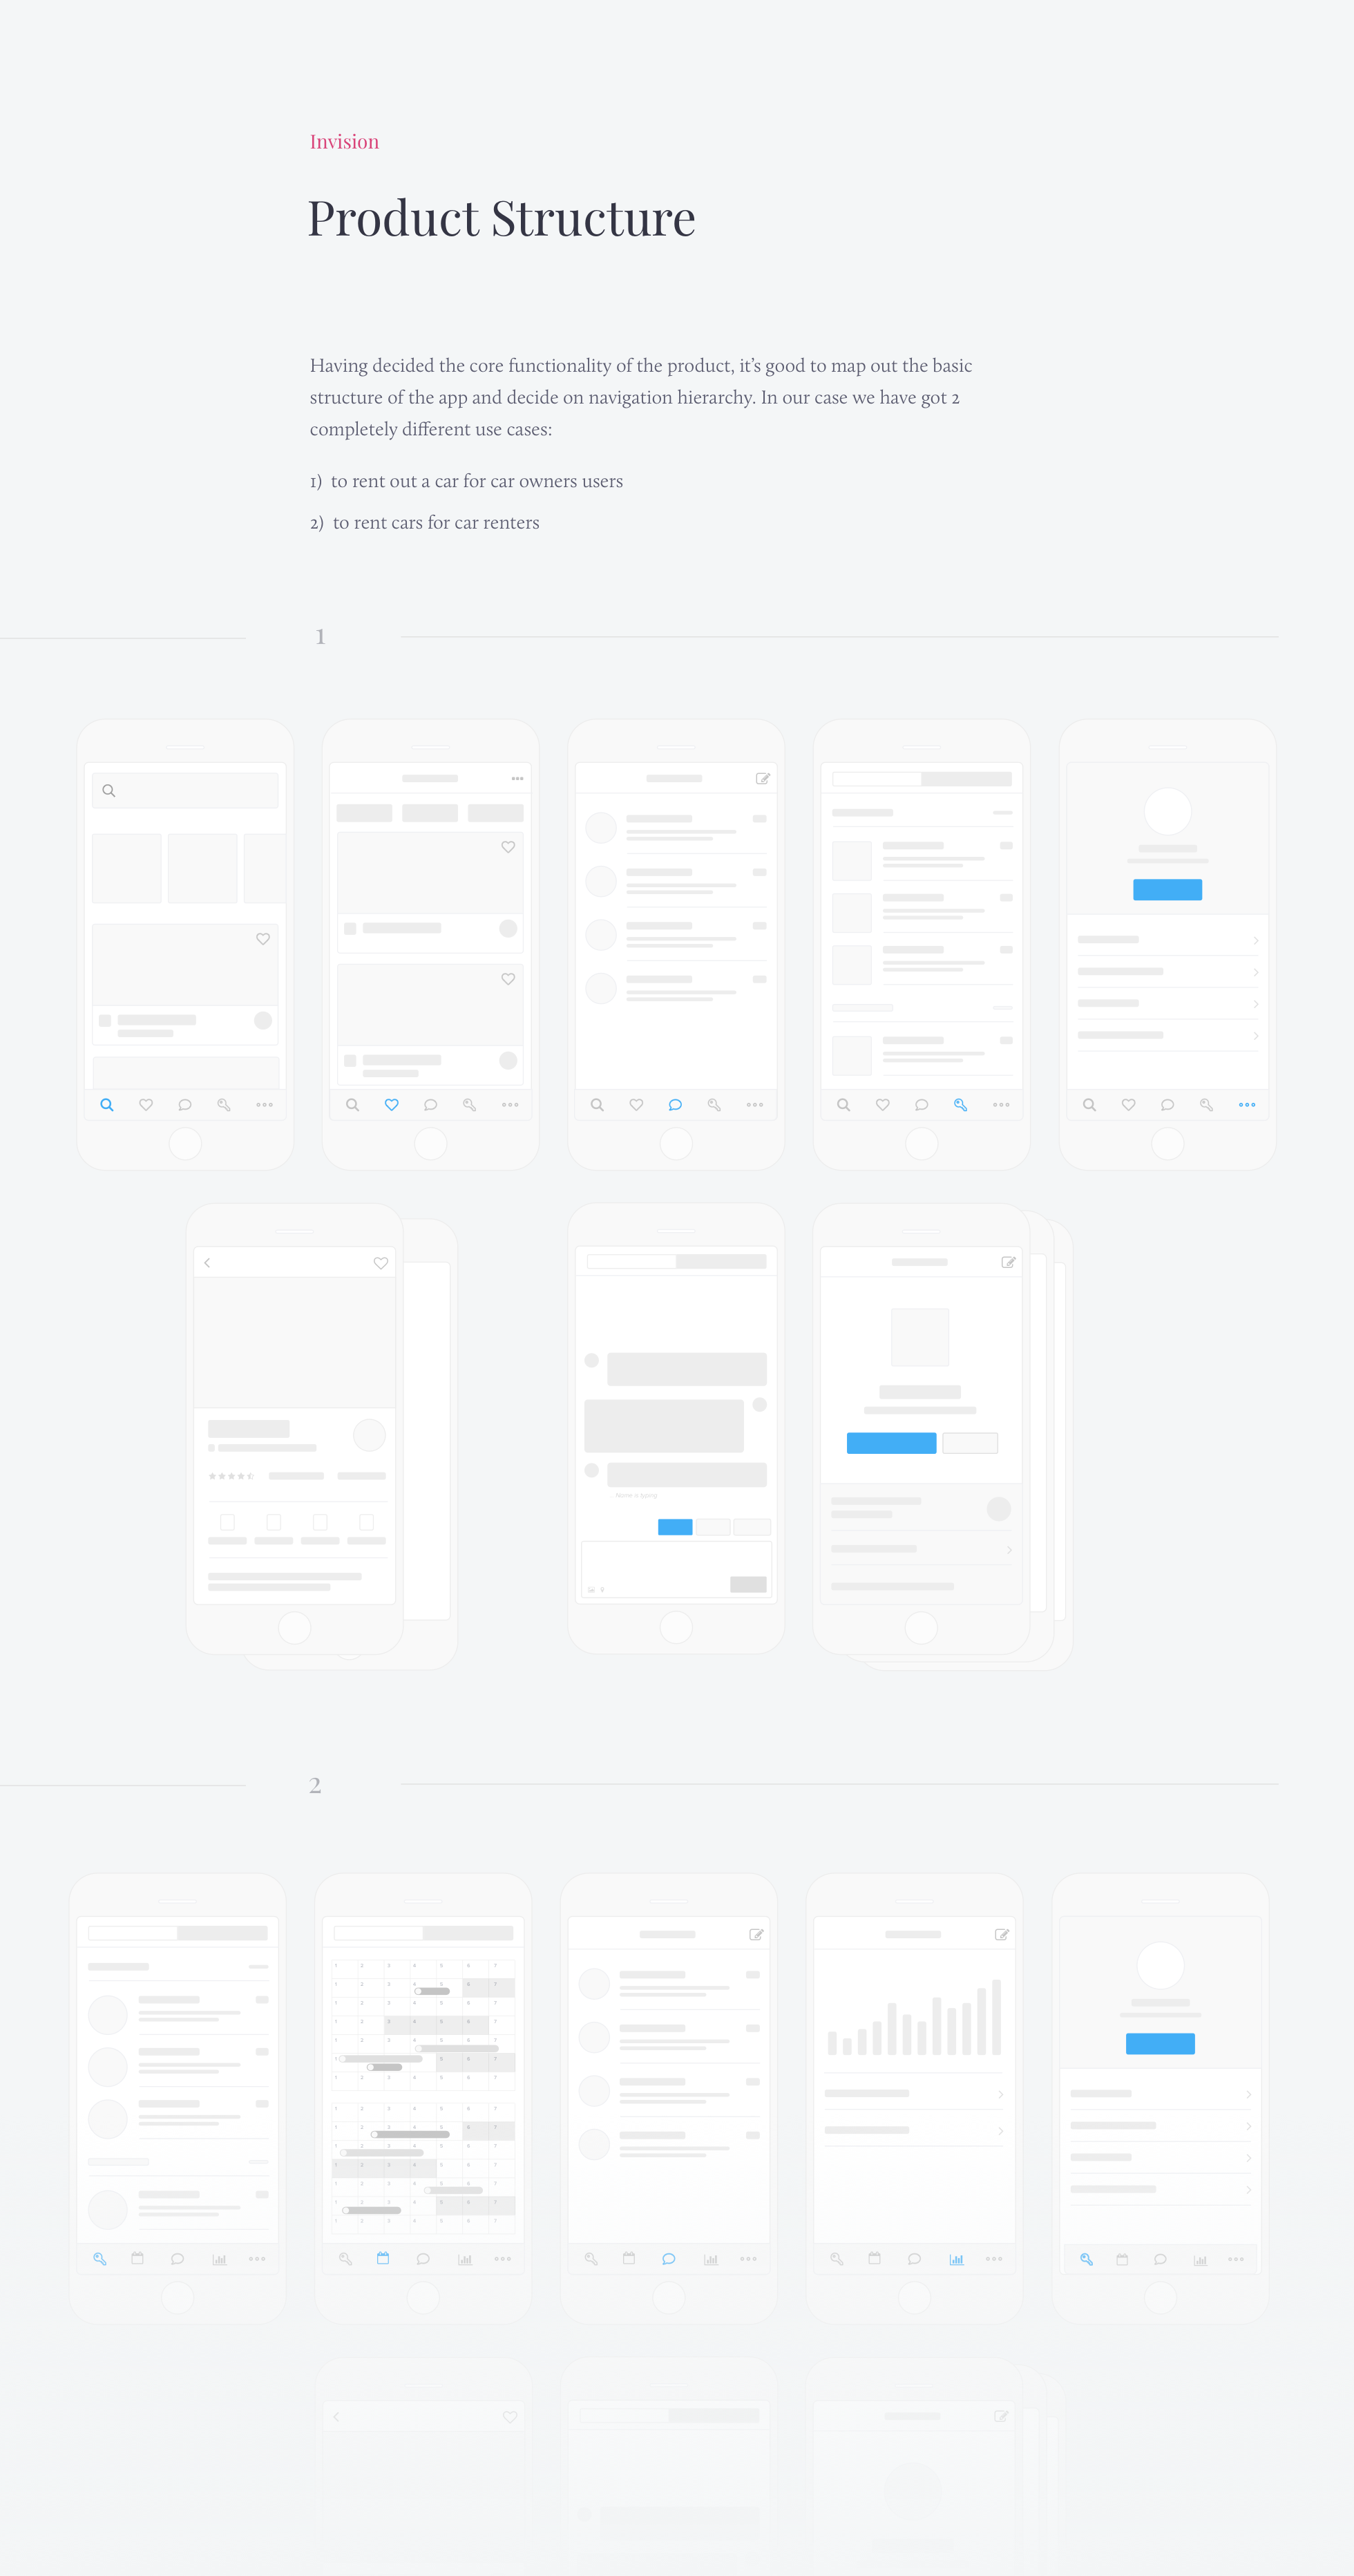 Invision
Product Structure
Having decided the core functionality of the product, it’s good to map out the basic
structure of the app and decide on navigation hierarchy. In our case we have got 2
completely different use cases:
1) to rent out a car for car owners users
2) to rent cars for car renters
1
2